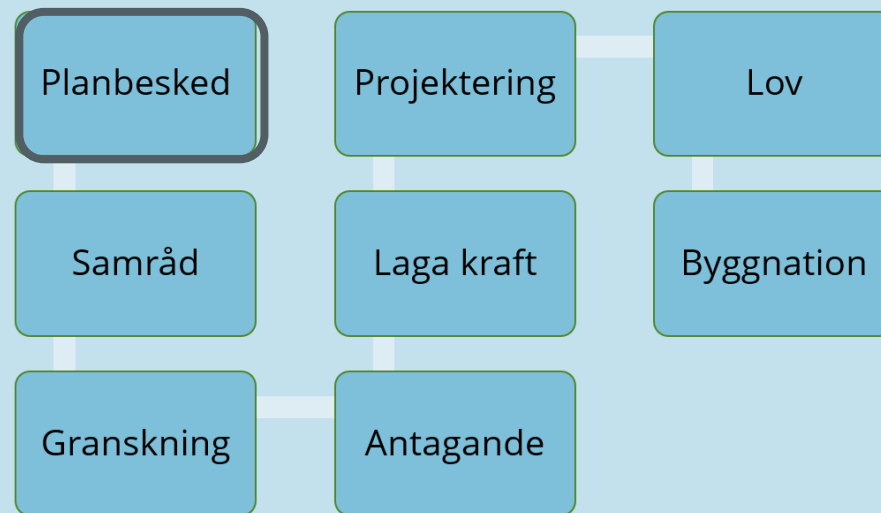 Planbesked
Samråd
Granskning
Antagande
Laga kraft
Projektering
Lov
Byggnation